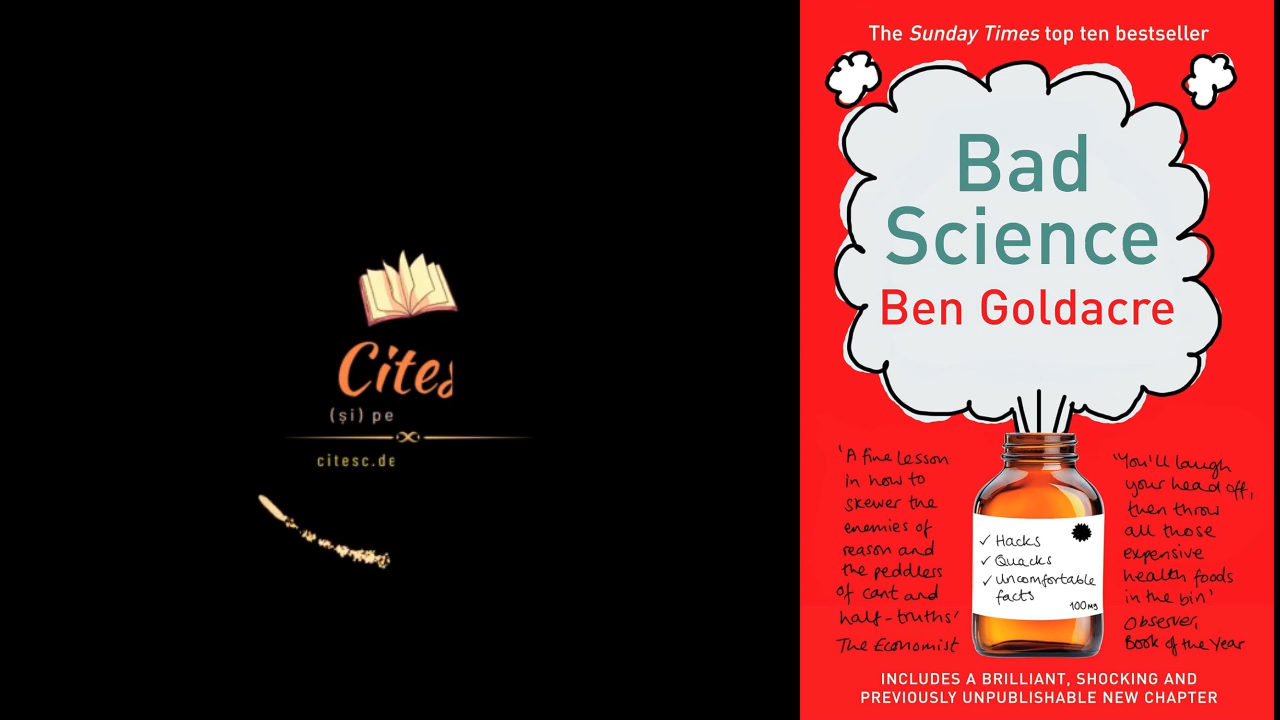 Cites
(și) pe
citesc.de
The Sunday Times top ten bestseller
Bad
Science
Ben Goldacre
'A fine Lesson
in how to
skewer the
enemies of
reason and
the peddlers
of cant and
half-truths'
The Economist
✓ Hacks
✓ Quacks
✓ Uncomfortable
facts
100mg
"You'll laugh
your head off,
then throw
all those
expensive
health foods
in the bin'
Observer,
Book of the Year
INCLUDES A BRILLIANT, SHOCKING AND
PREVIOUSLY UNPUBLISHABLE NEW CHAPTER